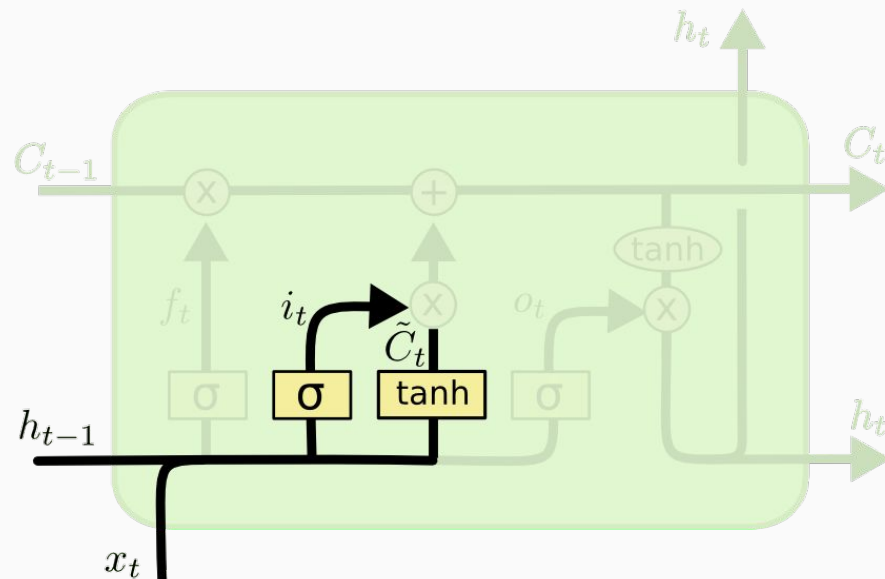 h_t
C_{t-1}
C_t
x
+
tanh
f_t
i_t
x
o_t
x
C̃_t
σ
σ
tanh
σ
h_{t-1}
h_t
x_t